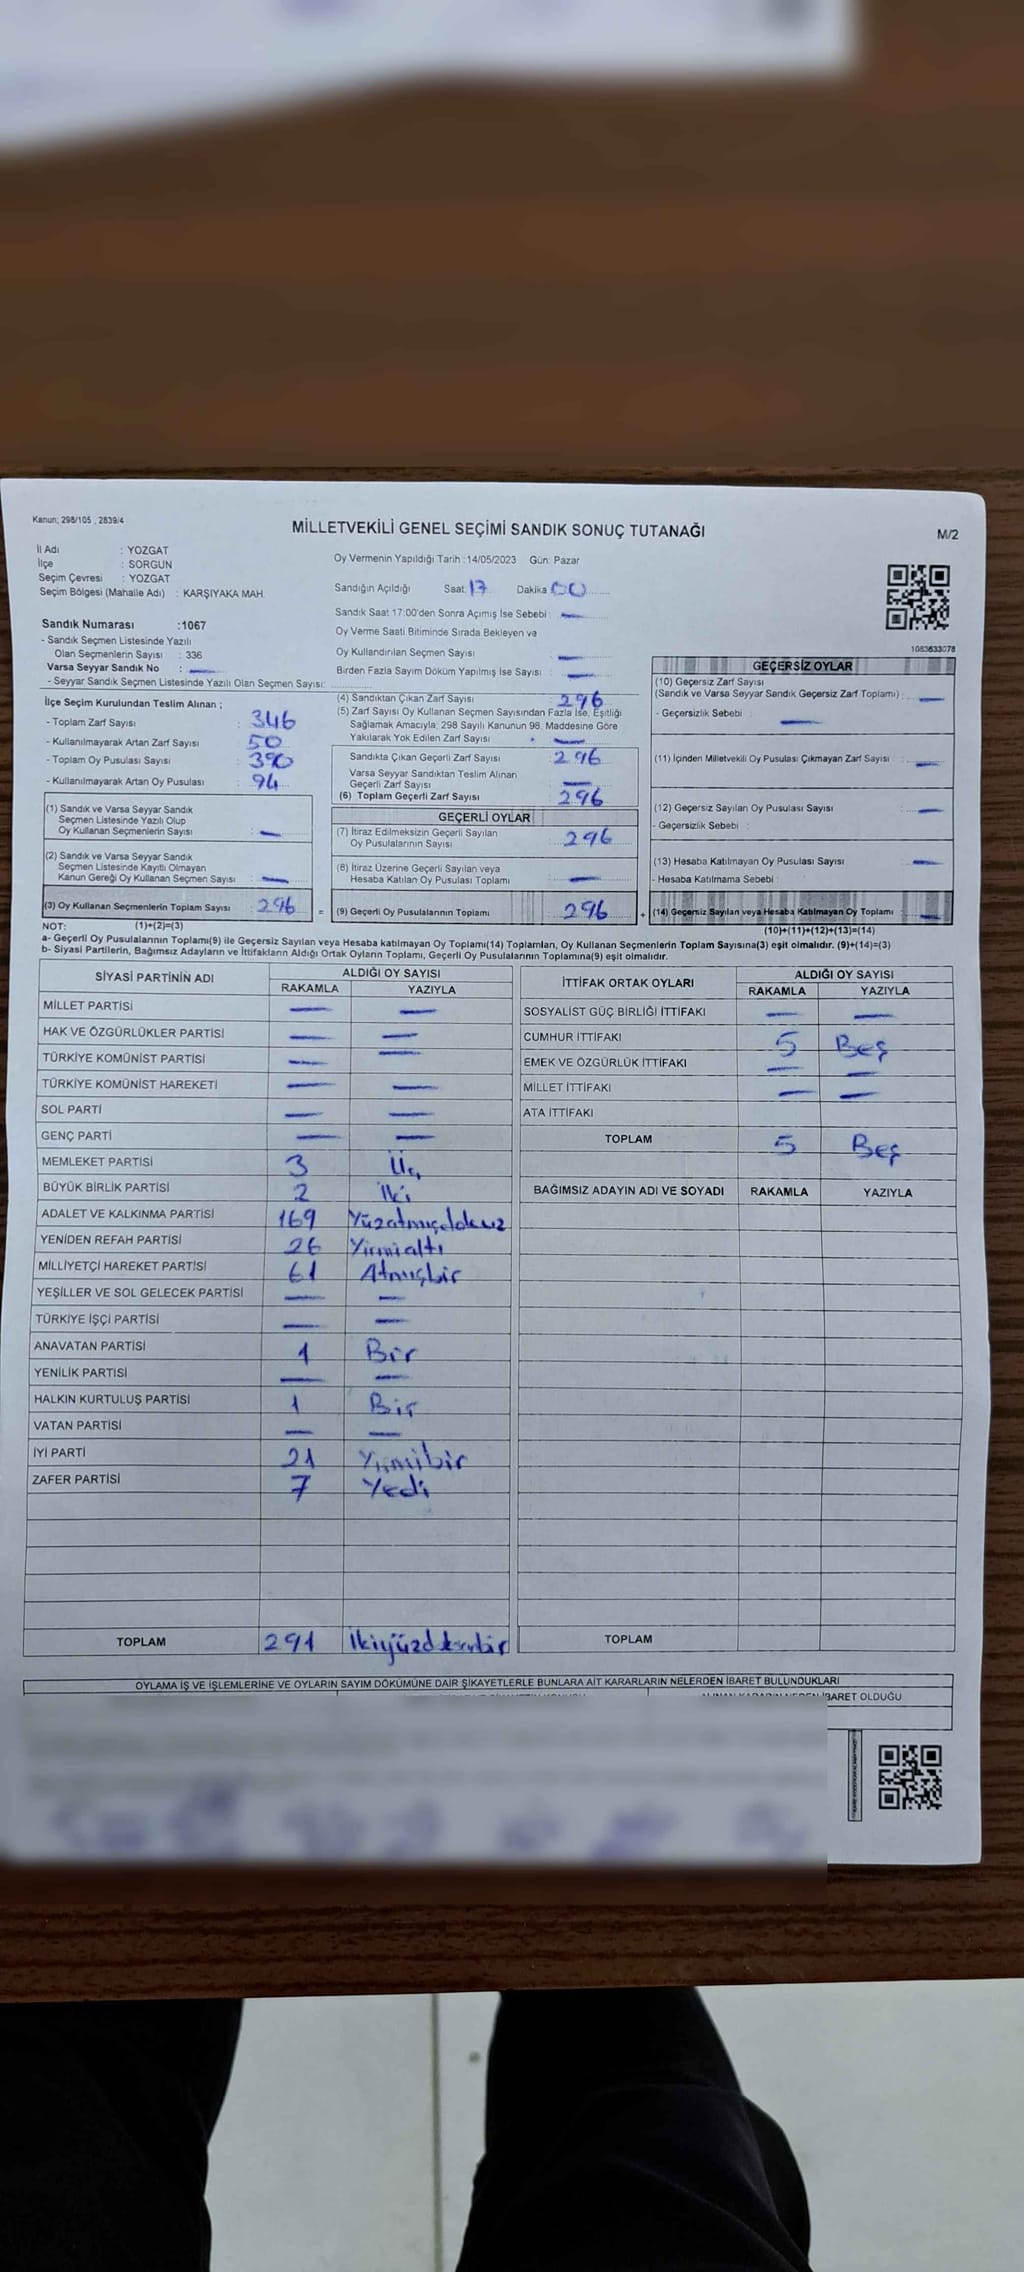 Kanun; 298/105 , 2839/4
MİLLETVEKİLİ GENEL SEÇİMİ SANDIK SONUÇ TUTANAĞI
M/2
İl Adı : YOZGAT
İlçe : SORGUN
Seçim Çevresi : YOZGAT
Seçim Bölgesi (Mahalle Adı) : KARŞIYAKA MAH.
Oy Vermenin Yapıldığı Tarih : 14/05/2023 Gün: Pazar
Sandığın Açıldığı Saat: 17 Dakika 00
Sandık Saat 17:00'den Sonra Açımış İse Sebebi : —
Oy Verme Saati Bitiminde Sırada Bekleyen ve
Oy Kullandırılan Seçmen Sayısı : —
Birden Fazla Sayım Döküm Yapılmış İse Sayısı : —
Sandık Numarası :1067
- Sandık Seçmen Listesinde Yazılı
Olan Seçmenlerin Sayısı : 336
Varsa Seyyar Sandık No : —
- Seyyar Sandık Seçmen Listesinde Yazılı Olan Seçmen Sayısı:
1083633078
İlçe Seçim Kurulundan Teslim Alınan ;
- Toplam Zarf Sayısı : 346
- Kullanılmayarak Artan Zarf Sayısı : 50
- Toplam Oy Pusulası Sayısı : 390
- Kullanılmayarak Artan Oy Pusulası : 94
(1) Sandık ve Varsa Seyyar Sandık
Seçmen Listesinde Yazılı Olup
Oy Kullanan Seçmenlerin Sayısı : —
(2) Sandık ve Varsa Seyyar Sandık
Seçmen Listesinde Kayıtlı Olmayan
Kanun Gereği Oy Kullanan Seçmen Sayısı : —
(3) Oy Kullanan Seçmenlerin Toplam Sayısı : 296 =
(4) Sandıktan Çıkan Zarf Sayısı : 296
(5) Zarf Sayısı Oy Kullanan Seçmen Sayısından Fazla İse, Eşitliği
Sağlamak Amacıyla; 298 Sayılı Kanunun 98. Maddesine Göre
Yakılarak Yok Edilen Zarf Sayısı : —
Sandıkta Çıkan Geçerli Zarf Sayısı : 296
Varsa Seyyar Sandıktan Teslim Alınan
Geçerli Zarf Sayısı : —
(6) Toplam Geçerli Zarf Sayısı : 296
GEÇERLİ OYLAR
(7) İtiraz Edilmeksizin Geçerli Sayılan
Oy Pusulalarının Sayısı : 296
(8) İtiraz Üzerine Geçerli Sayılan veya
Hesaba Katılan Oy Pusulası Toplamı : —
(9) Geçerli Oy Pusulalarının Toplamı : 296 +
GEÇERSİZ OYLAR
(10) Geçersiz Zarf Sayısı
(Sandık ve Varsa Seyyar Sandık Geçersiz Zarf Toplamı) : —
- Geçersizlik Sebebi : —
(11) İçinden Milletvekili Oy Pusulası Çıkmayan Zarf Sayısı : —
(12) Geçersiz Sayılan Oy Pusulası Sayısı : —
- Geçersizlik Sebebi :
(13) Hesaba Katılmayan Oy Pusulası Sayısı : —
- Hesaba Katılmama Sebebi :
(14) Geçersiz Sayılan veya Hesaba Katılmayan Oy Toplamı : —
NOT: (1)+(2)=(3)
(10)+(11)+(12)+(13)=(14)
a- Geçerli Oy Pusulalarının Toplamı(9) ile Geçersiz Sayılan veya Hesaba katılmayan Oy Toplamı(14) Toplamları, Oy Kullanan Seçmenlerin Toplam Sayısına(3) eşit olmalıdır. (9)+(14)=(3)
b- Siyasi Partilerin, Bağımsız Adayların ve İttifakların Aldığı Ortak Oyların Toplamı, Geçerli Oy Pusulalarının Toplamına(9) eşit olmalıdır.
SİYASİ PARTİNİN ADI ALDIĞI OY SAYISI
RAKAMLA YAZIYLA
MİLLET PARTİSİ — —
HAK VE ÖZGÜRLÜKLER PARTİSİ — —
TÜRKİYE KOMÜNİST PARTİSİ — —
TÜRKİYE KOMÜNİST HAREKETİ — —
SOL PARTİ — —
GENÇ PARTİ — —
MEMLEKET PARTİSİ 3 Üç
BÜYÜK BİRLİK PARTİSİ 2 İki
ADALET VE KALKINMA PARTİSİ 169
YENİDEN REFAH PARTİSİ 26 Yirmialtı
MİLLİYETÇİ HAREKET PARTİSİ 61 Atmışbir
YEŞİLLER VE SOL GELECEK PARTİSİ — —
TÜRKİYE İŞÇİ PARTİSİ — —
ANAVATAN PARTİSİ 1 Bir
YENİLİK PARTİSİ — —
HALKIN KURTULUŞ PARTİSİ 1 Bir
VATAN PARTİSİ — —
İYİ PARTİ 21 Yirmibir
ZAFER PARTİSİ 7 Yedi
TOPLAM 291
İTTİFAK ORTAK OYLARI ALDIĞI OY SAYISI
RAKAMLA YAZIYLA
SOSYALİST GÜÇ BİRLİĞİ İTTİFAKI — —
CUMHUR İTTİFAKI 5 Beş
EMEK VE ÖZGÜRLÜK İTTİFAKI — —
MİLLET İTTİFAKI — —
ATA İTTİFAKI
TOPLAM 5 Beş
BAĞIMSIZ ADAYIN ADI VE SOYADI RAKAMLA YAZIYLA
TOPLAM
OYLAMA İŞ VE İŞLEMLERİNE VE OYLARIN SAYIM DÖKÜMÜNE DAİR ŞİKAYETLERLE BUNLARA AİT KARARLARIN NELERDEN İBARET BULUNDUKLARI
İBARET OLDUĞU